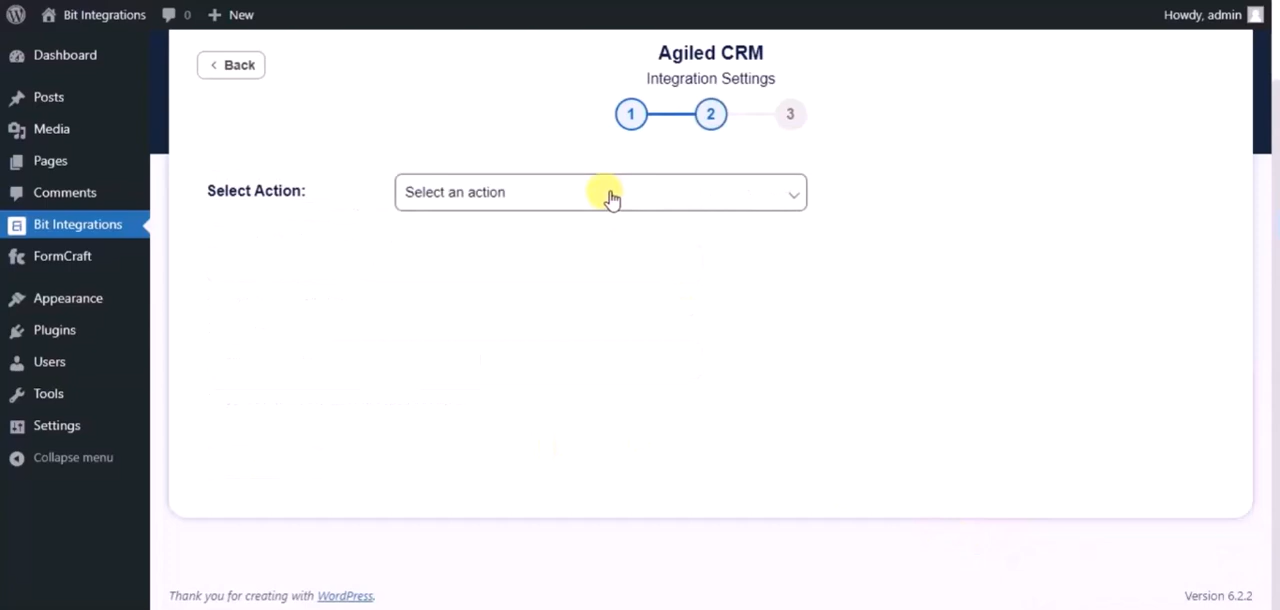 Bit Integrations
0
New
Howdy, admin
Dashboard
Posts
Media
Pages
Comments
Bit Integrations
FormCraft
Appearance
Plugins
Users
Tools
Settings
Collapse menu
Back
Agiled CRM
Integration Settings
1 2 3
Select Action:
Select an action
Thank you for creating with WordPress.
Version 6.2.2